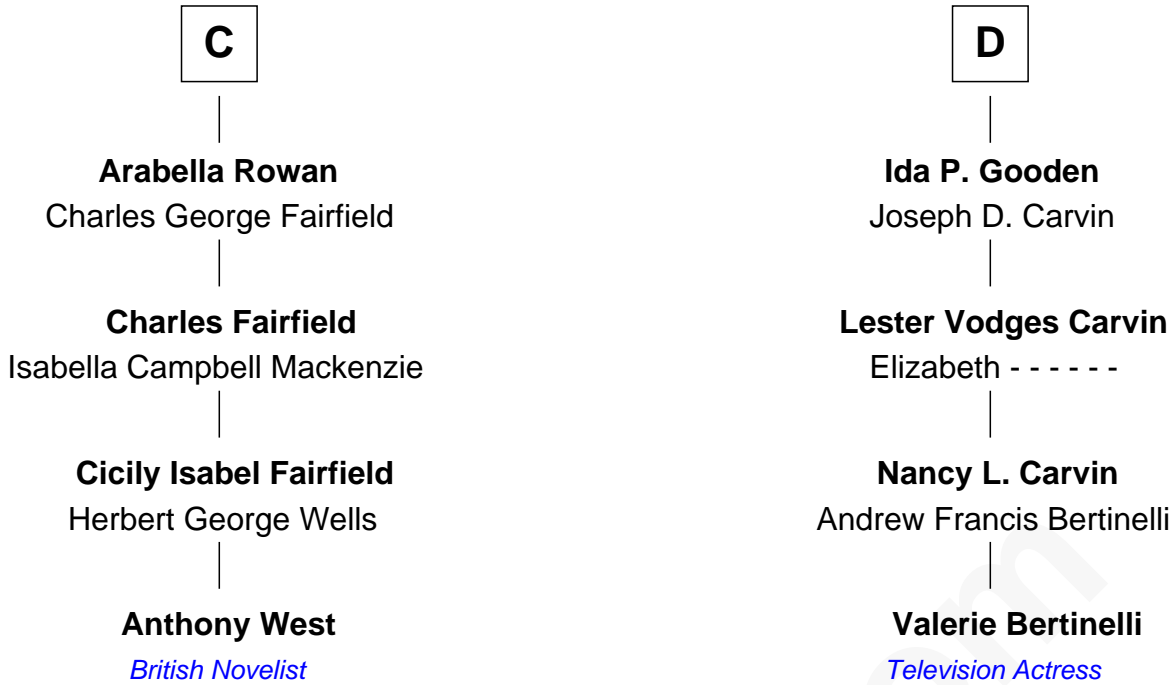 C
Arabella Rowan
Charles George Fairfield
Charles Fairfield
Isabella Campbell Mackenzie
Cicily Isabel Fairfield
Herbert George Wells
Anthony West
British Novelist
D
Ida P. Gooden
Joseph D. Carvin
Lester Vodges Carvin
Elizabeth - - - - - -
Nancy L. Carvin
Andrew Francis Bertinelli
Valerie Bertinelli
Television Actress